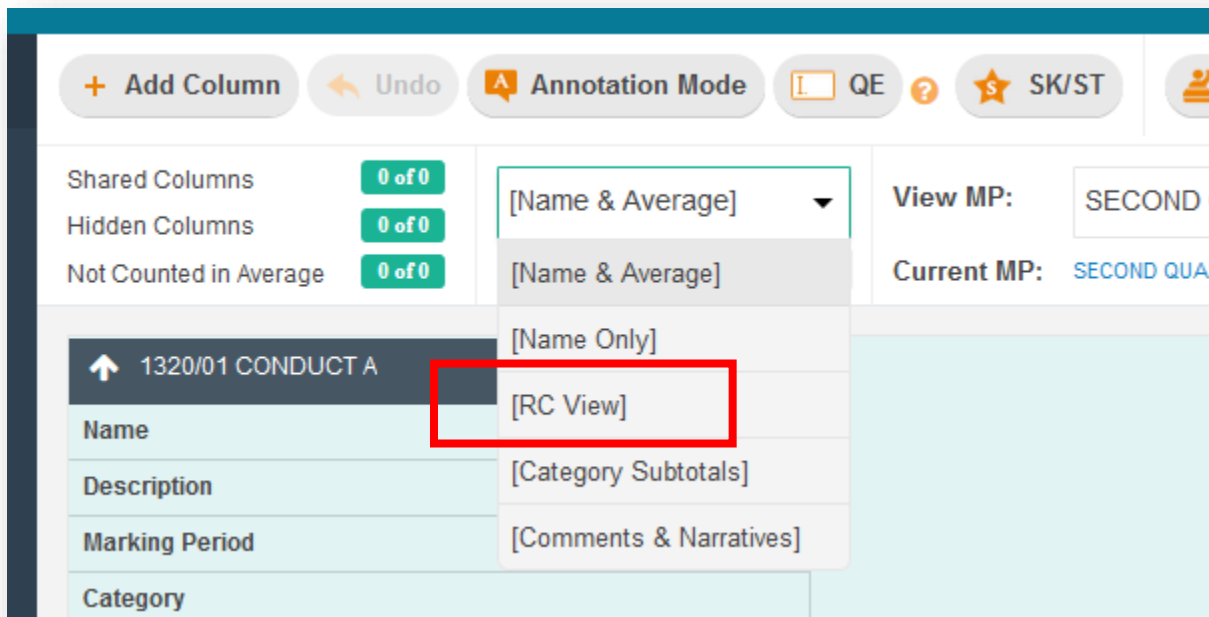 + Add Column
Undo
A Annotation Mode
I. QE ?
S SK/ST
Shared Columns 0 of 0
Hidden Columns 0 of 0
Not Counted in Average 0 of 0
[Name & Average]
[Name & Average]
[Name Only]
[RC View]
[Category Subtotals]
[Comments & Narratives]
View MP: SECOND
Current MP: SECOND QUA
1320/01 CONDUCT A
Name
Description
Marking Period
Category